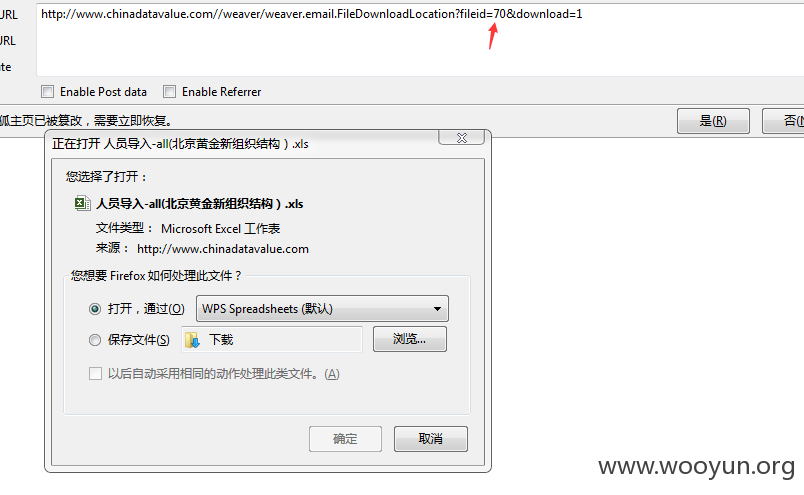 URL
http://www.chinadatavalue.com//weaver/weaver.email.FileDownloadLocation?fileid=70&download=1
URL
te
Enable Post data Enable Referrer
狐主页已被篡改，需要立即恢复。
是(R)
否(N
正在打开 人员导入-all(北京黄金新组织结构）.xls
您选择了打开：
人员导入-all(北京黄金新组织结构）.xls
文件类型： Microsoft Excel 工作表
来源： http://www.chinadatavalue.com
您想要 Firefox 如何处理此文件？
打开，通过(O) WPS Spreadsheets (默认)
保存文件(S) 下载 浏览...
以后自动采用相同的动作处理此类文件。(A)
确定 取消
www.wooyun.org